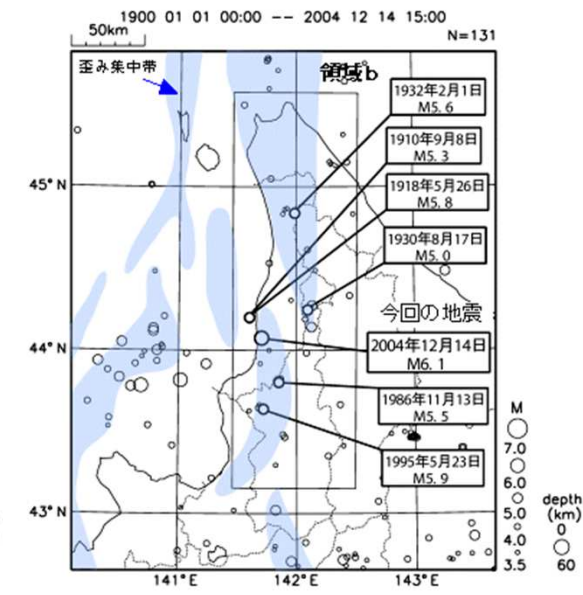 1900 01 01 00:00 -- 2004 12 14 15:00
50km
N=131
歪み集中帯
領域b
1932年2月1日
M5.6
1910年9月8日
M5.3
1918年5月26日
M5.8
1930年8月17日
M5.0
今回の地震
2004年12月14日
M6.1
1986年11月13日
M5.5
1995年5月23日
M5.9
45°N
44°N
43°N
141°E
142°E
143°E
M
7.0
6.0
5.0
4.0
3.5
depth
(km)
0
60